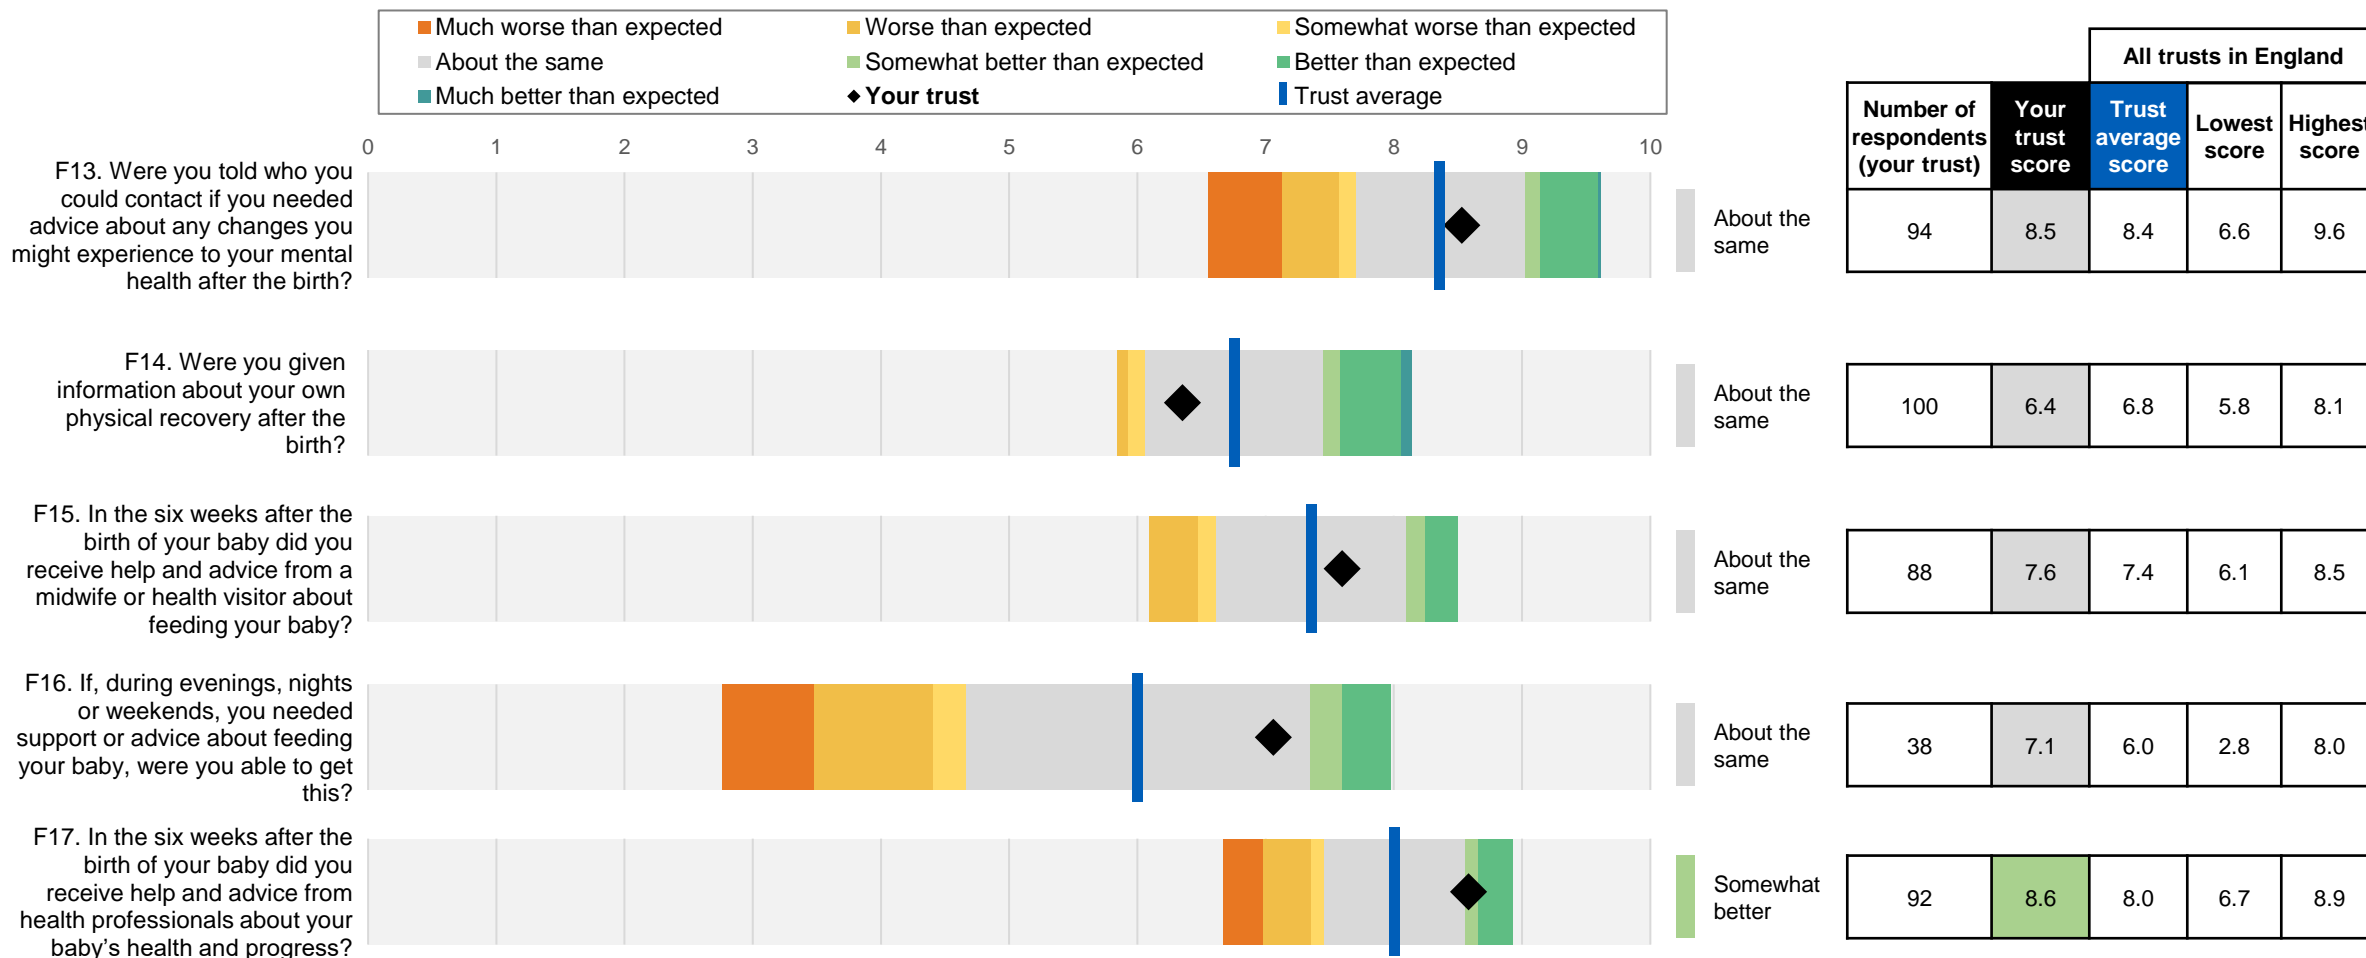 Much worse than expected
Worse than expected
Somewhat worse than expected
About the same
Somewhat better than expected
Better than expected
Much better than expected
Your trust
Trust average
All trusts in England
Number of respondents (your trust)
Your trust score
Trust average score
Lowest score
Highest score
0 1 2 3 4 5 6 7 8 9 10
F13. Were you told who you
could contact if you needed
advice about any changes you
might experience to your mental
health after the birth?
About the
same
94 8.5 8.4 6.6 9.6
F14. Were you given
information about your own
physical recovery after the
birth?
About the
same
100 6.4 6.8 5.8 8.1
F15. In the six weeks after the
birth of your baby did you
receive help and advice from a
midwife or health visitor about
feeding your baby?
About the
same
88 7.6 7.4 6.1 8.5
F16. If, during evenings, nights
or weekends, you needed
support or advice about feeding
your baby, were you able to get
this?
About the
same
38 7.1 6.0 2.8 8.0
F17. In the six weeks after the
birth of your baby did you
receive help and advice from
health professionals about your
baby's health and progress?
Somewhat
better
92 8.6 8.0 6.7 8.9